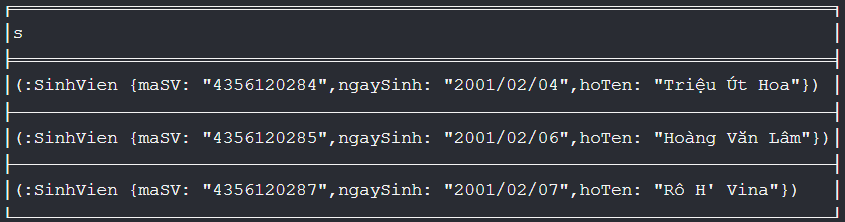 s
(:SinhVien {maSV: "4356120284",ngaySinh: "2001/02/04",hoTen: "Triệu Út Hoa"})
(:SinhVien {maSV: "4356120285",ngaySinh: "2001/02/06",hoTen: "Hoàng Văn Lâm"})
(:SinhVien {maSV: "4356120287",ngaySinh: "2001/02/07",hoTen: "Rô H' Vina"})